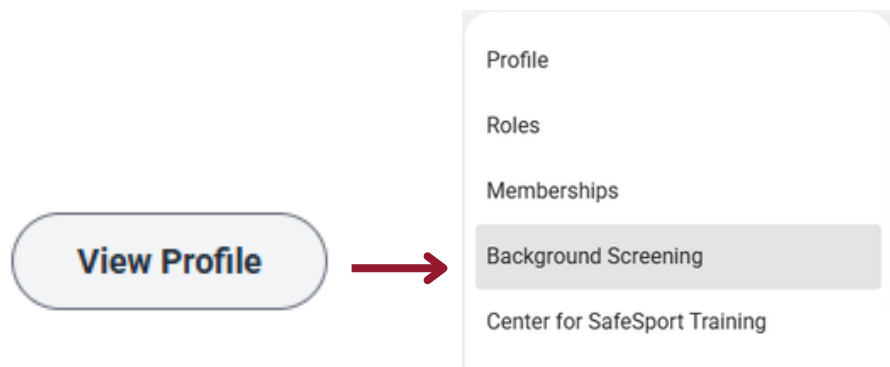 View Profile
Profile
Roles
Memberships
Background Screening
Center for SafeSport Training